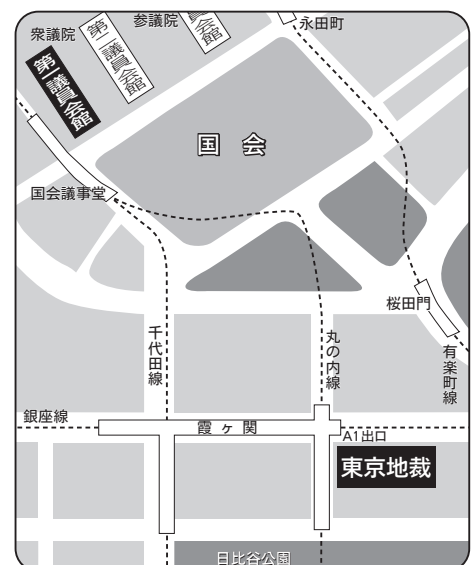 衆議院
参議院
永田町
第一議員会館
第二議員会館
員会館
国会
国会議事堂
桜田門
千代田線
丸の内線
有楽町線
銀座線
霞ヶ関
A1出口
東京地裁
日比谷公園